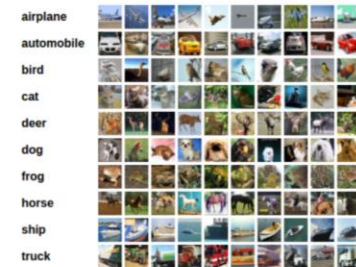 airplane
automobile
bird
cat
deer
dog
frog
horse
ship
truck